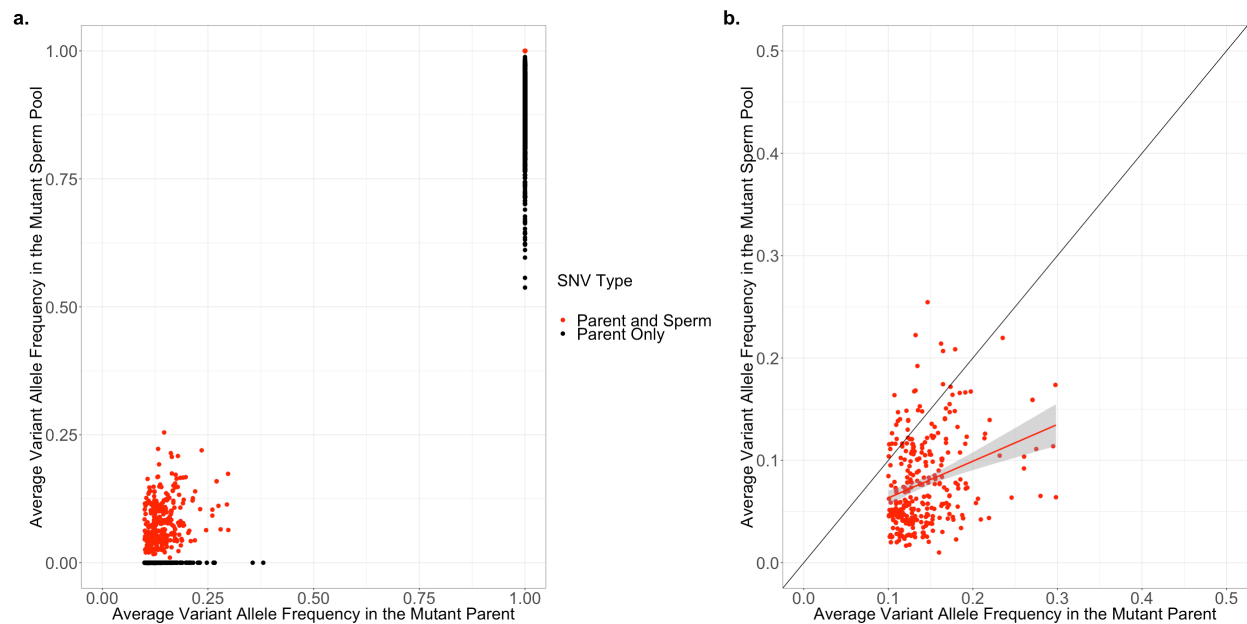 a.
Average Variant Allele Frequency in the Mutant Sperm Pool
1.00
0.75
0.50
0.25
0.00
0.00 0.25 0.50 0.75 1.00
Average Variant Allele Frequency in the Mutant Parent
SNV Type
Parent and Sperm
Parent Only
b.
Average Variant Allele Frequency in the Mutant Sperm Pool
0.5
0.4
0.3
0.2
0.1
0.0
0.0 0.1 0.2 0.3 0.4 0.5
Average Variant Allele Frequency in the Mutant Parent